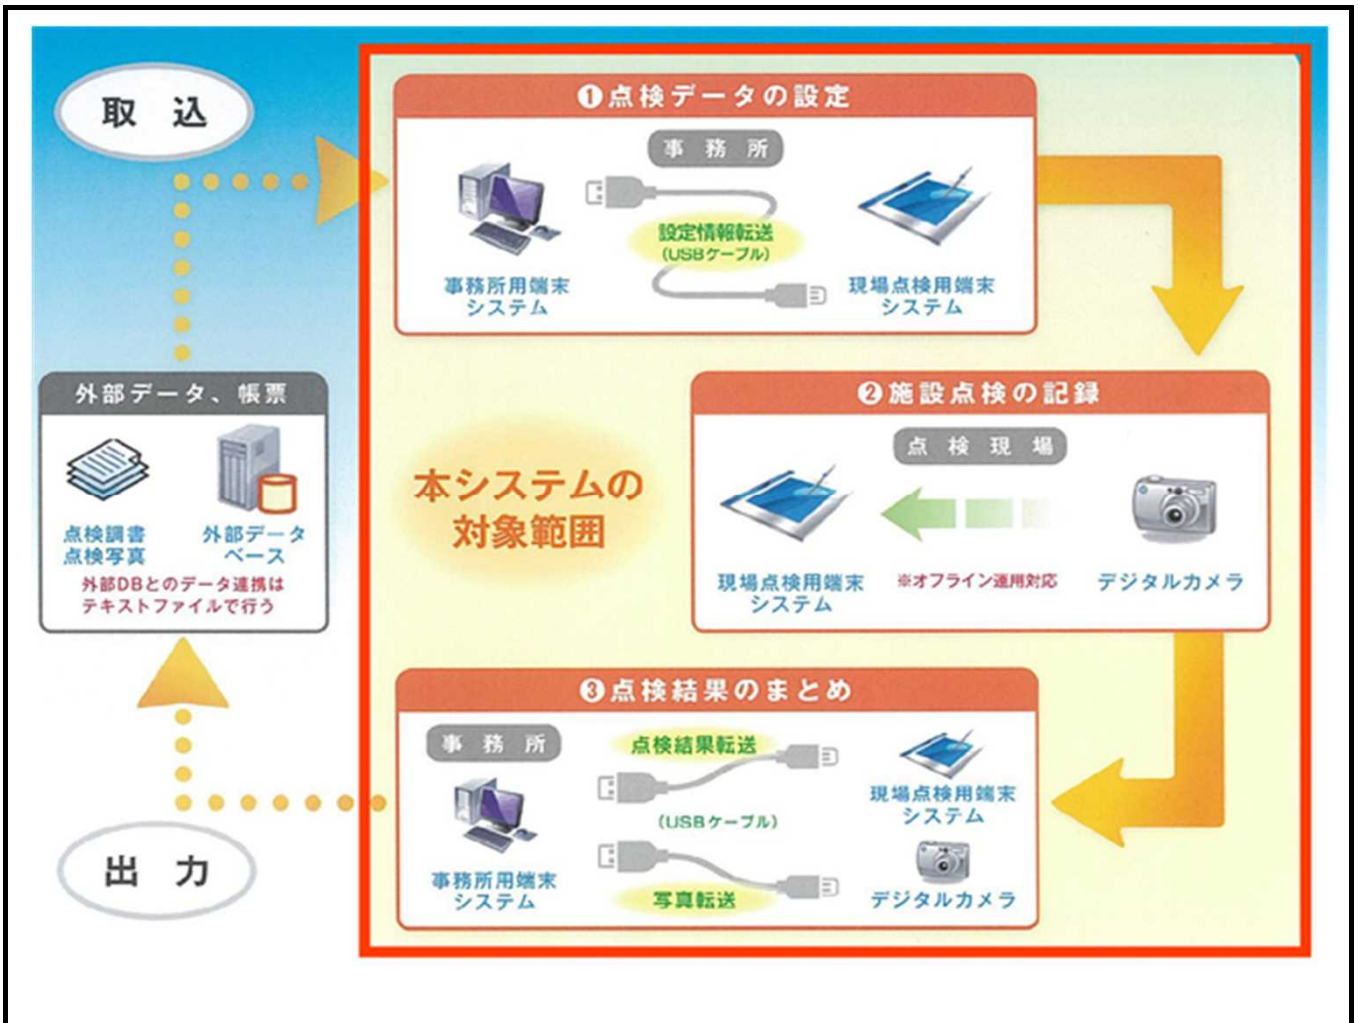 取 込
❶点検データの設定
事 務 所
設定情報転送
(USBケーブル)
事務所用端末
システム
現場点検用端末
システム
外部データ、帳票
点検調書
点検写真
外部データ
ベース
外部DBとのデータ連携は
テキストファイルで行う
本システムの
対象範囲
❷施設点検の記録
点 検 現 場
現場点検用端末
システム
※オフライン運用対応
デジタルカメラ
❸点検結果のまとめ
事 務 所
点検結果転送
(USBケーブル)
写真転送
事務所用端末
システム
現場点検用端末
システム
デジタルカメラ
出 力